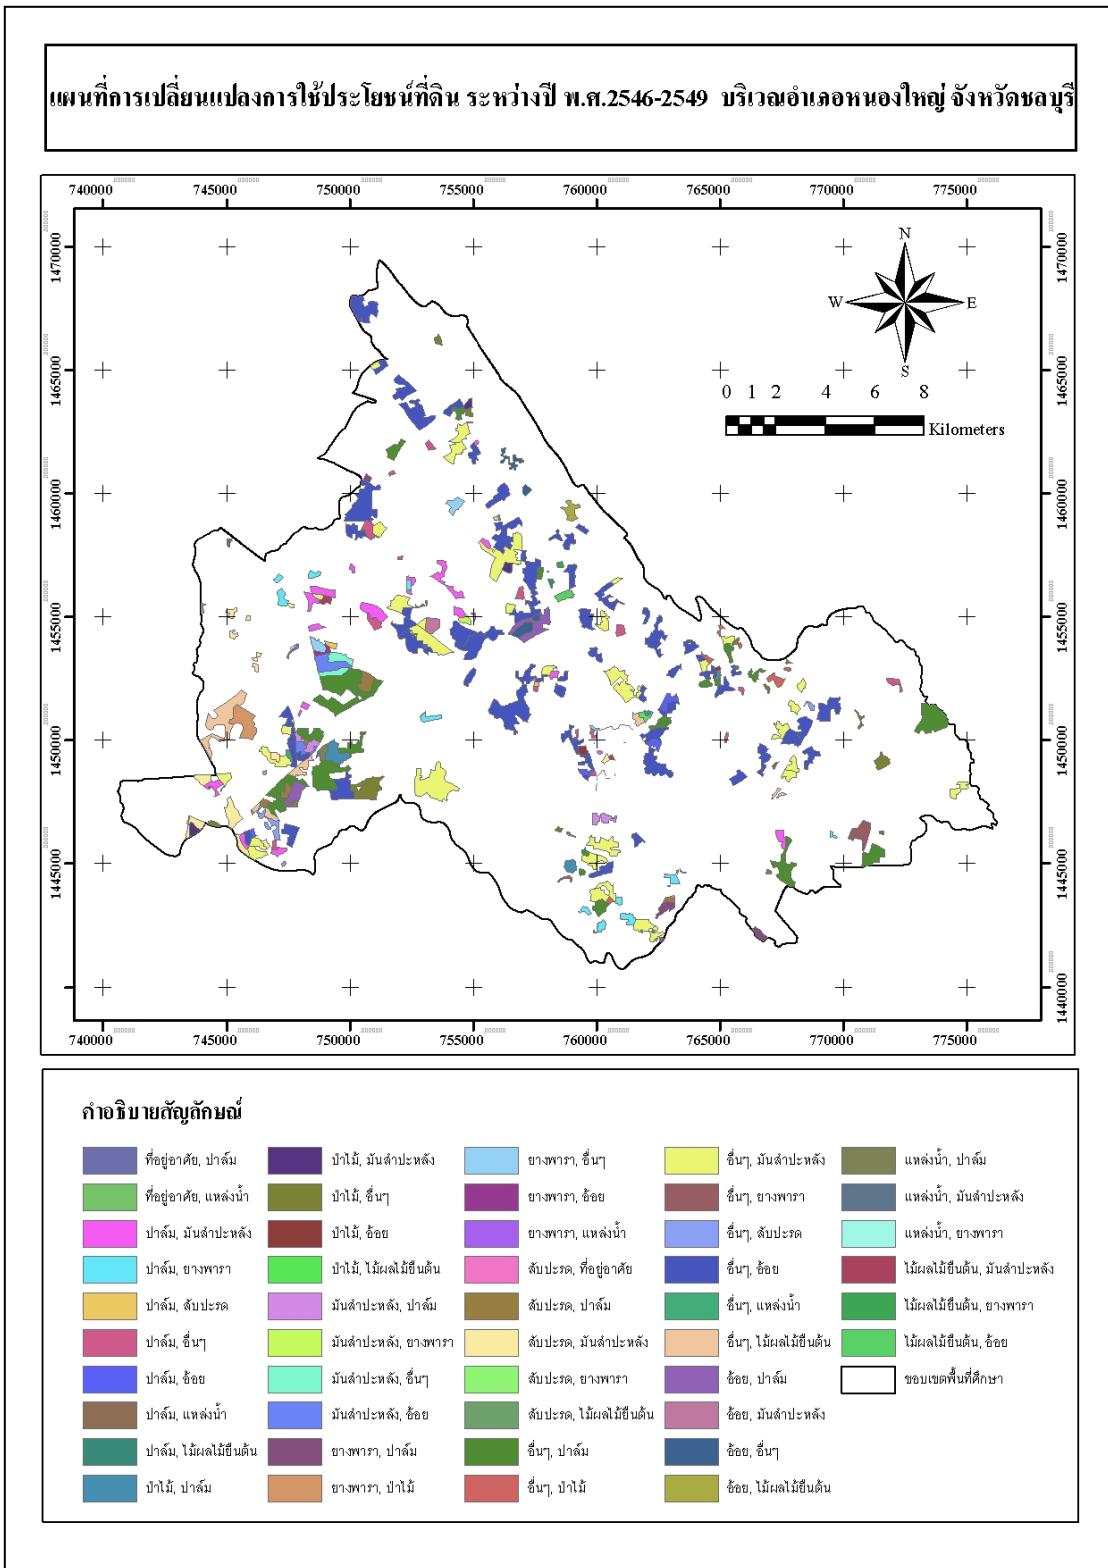 แผนที่การเปลี่ยนแปลงการใช้ประโยชน์ที่ดิน ระหว่างปี พ.ศ.2546-2549 บริเวณอำเภอหนองใหญ่ จังหวัดชลบุรี
740000 745000 750000 755000 760000 765000 770000 775000
1470000 1470000
1465000 1465000
1460000 1460000
1455000 1455000
1450000 1450000
1445000 1445000
1440000 1440000
N
W E
S
0 1 2 4 6 8
Kilometers
740000 745000 750000 755000 760000 765000 770000 775000
คำอธิบายสัญลักษณ์
ที่อยู่อาศัย, ปาล์ม
ที่อยู่อาศัย, แหล่งน้ำ
ปาล์ม, มันสำปะหลัง
ปาล์ม, ยางพารา
ปาล์ม, สับปะรด
ปาล์ม, อื่นๆ
ปาล์ม, อ้อย
ปาล์ม, แหล่งน้ำ
ปาล์ม, ไม้ผลไม้ยืนต้น
ป่าไม้, ปาล์ม
ป่าไม้, มันสำปะหลัง
ป่าไม้, อื่นๆ
ป่าไม้, อ้อย
ป่าไม้, ไม้ผลไม้ยืนต้น
มันสำปะหลัง, ปาล์ม
มันสำปะหลัง, ยางพารา
มันสำปะหลัง, อื่นๆ
มันสำปะหลัง, อ้อย
ยางพารา, ปาล์ม
ยางพารา, ป่าไม้
ยางพารา, อื่นๆ
ยางพารา, อ้อย
ยางพารา, แหล่งน้ำ
สับปะรด, ที่อยู่อาศัย
สับปะรด, ปาล์ม
สับปะรด, มันสำปะหลัง
สับปะรด, ยางพารา
สับปะรด, ไม้ผลไม้ยืนต้น
อื่นๆ, ปาล์ม
อื่นๆ, ป่าไม้
อื่นๆ, มันสำปะหลัง
อื่นๆ, ยางพารา
อื่นๆ, สับปะรด
อื่นๆ, อ้อย
อื่นๆ, แหล่งน้ำ
อื่นๆ, ไม้ผลไม้ยืนต้น
อ้อย, ปาล์ม
อ้อย, มันสำปะหลัง
อ้อย, อื่นๆ
อ้อย, ไม้ผลไม้ยืนต้น
แหล่งน้ำ, ปาล์ม
แหล่งน้ำ, มันสำปะหลัง
แหล่งน้ำ, ยางพารา
ไม้ผลไม้ยืนต้น, มันสำปะหลัง
ไม้ผลไม้ยืนต้น, ยางพารา
ไม้ผลไม้ยืนต้น, อ้อย
ขอบเขตพื้นที่ศึกษา